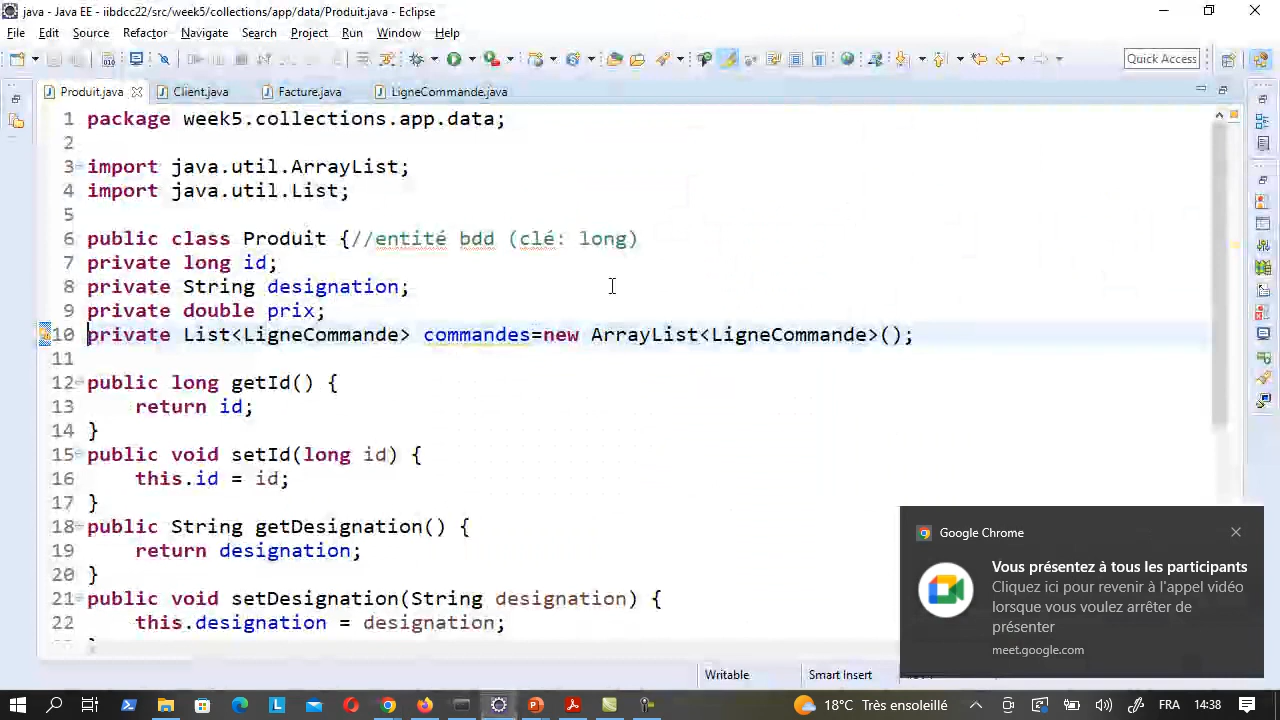 java - Java EE - iibdcc22/src/week5/collections/app/data/Produit.java - Eclipse
File Edit Source Refactor Navigate Search Project Run Window Help
Quick Access
Produit.java Client.java Facture.java LigneCommande.java
1 package week5.collections.app.data;
2
3 import java.util.ArrayList;
4 import java.util.List;
5
6 public class Produit {//entité bdd (clé: long)
7 private long id;
8 private String designation;
9 private double prix;
10 private List<LigneCommande> commandes=new ArrayList<LigneCommande>();
11
12 public long getId() {
13 return id;
14 }
15 public void setId(long id) {
16 this.id = id;
17 }
18 public String getDesignation() {
19 return designation;
20 }
21 public void setDesignation(String designation) {
22 this.designation = designation;
Google Chrome
Vous présentez à tous les participants
Cliquez ici pour revenir à l'appel vidéo
lorsque vous voulez arrêter de
présenter
meet.google.com
Writable Smart Insert
18°C Très ensoleillé FRA 14:38